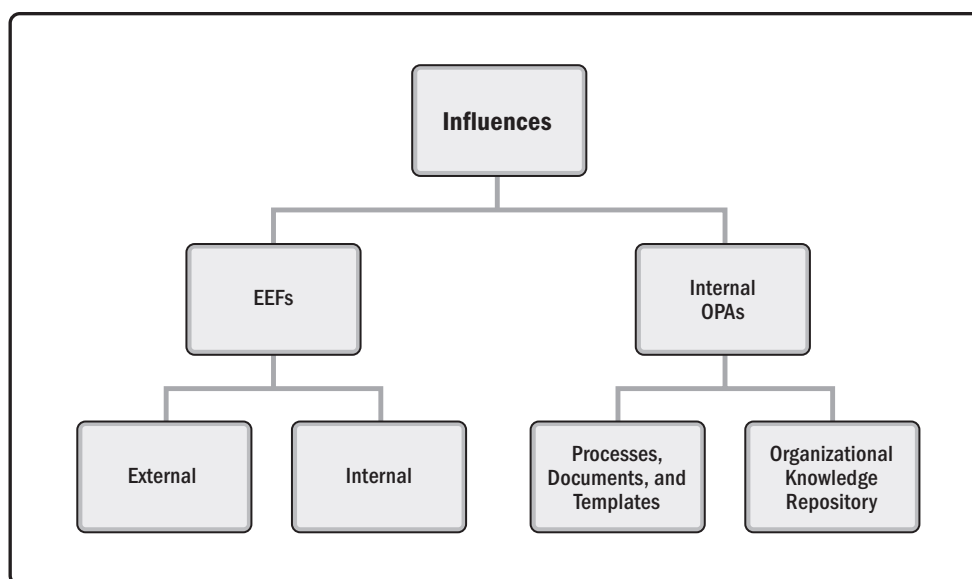 Influences
EEFs
Internal
OPAs
External
Internal
Processes,
Documents, and
Templates
Organizational
Knowledge
Repository